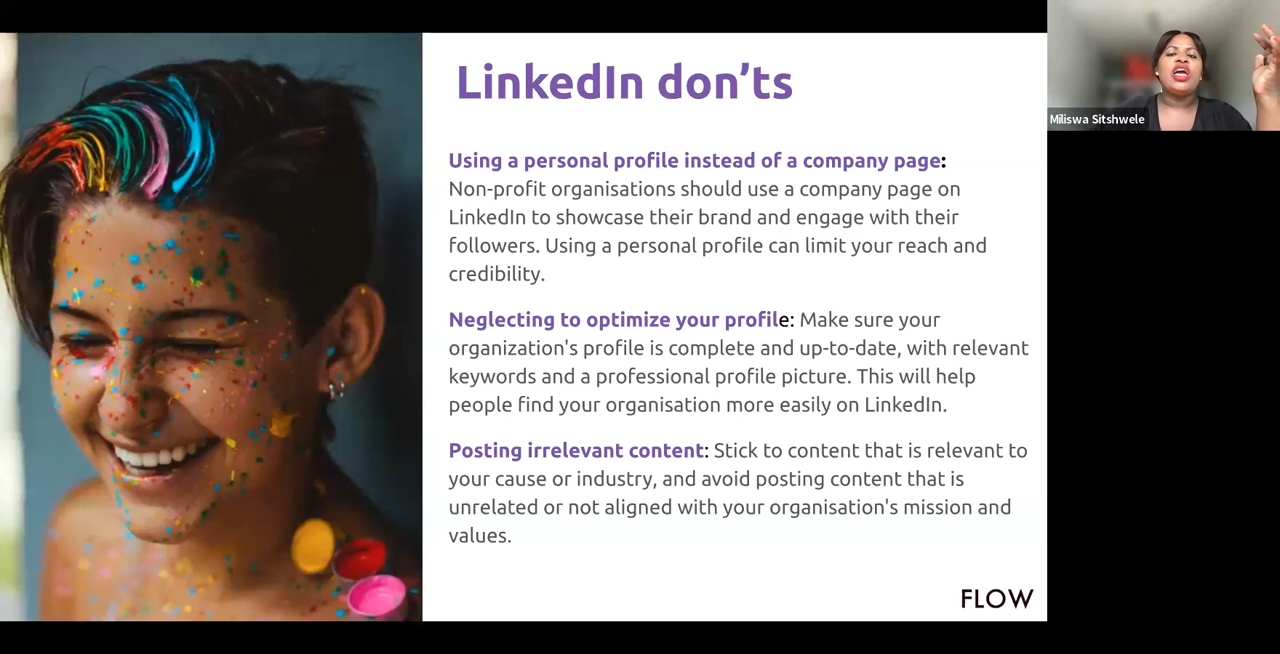 LinkedIn don'ts
Miliswa Sitshwele
Using a personal profile instead of a company page:
Non-profit organisations should use a company page on
LinkedIn to showcase their brand and engage with their
followers. Using a personal profile can limit your reach and
credibility.
Neglecting to optimize your profile: Make sure your
organization's profile is complete and up-to-date, with relevant
keywords and a professional profile picture. This will help
people find your organisation more easily on LinkedIn.
Posting irrelevant content: Stick to content that is relevant to
your cause or industry, and avoid posting content that is
unrelated or not aligned with your organisation's mission and
values.
FLOW